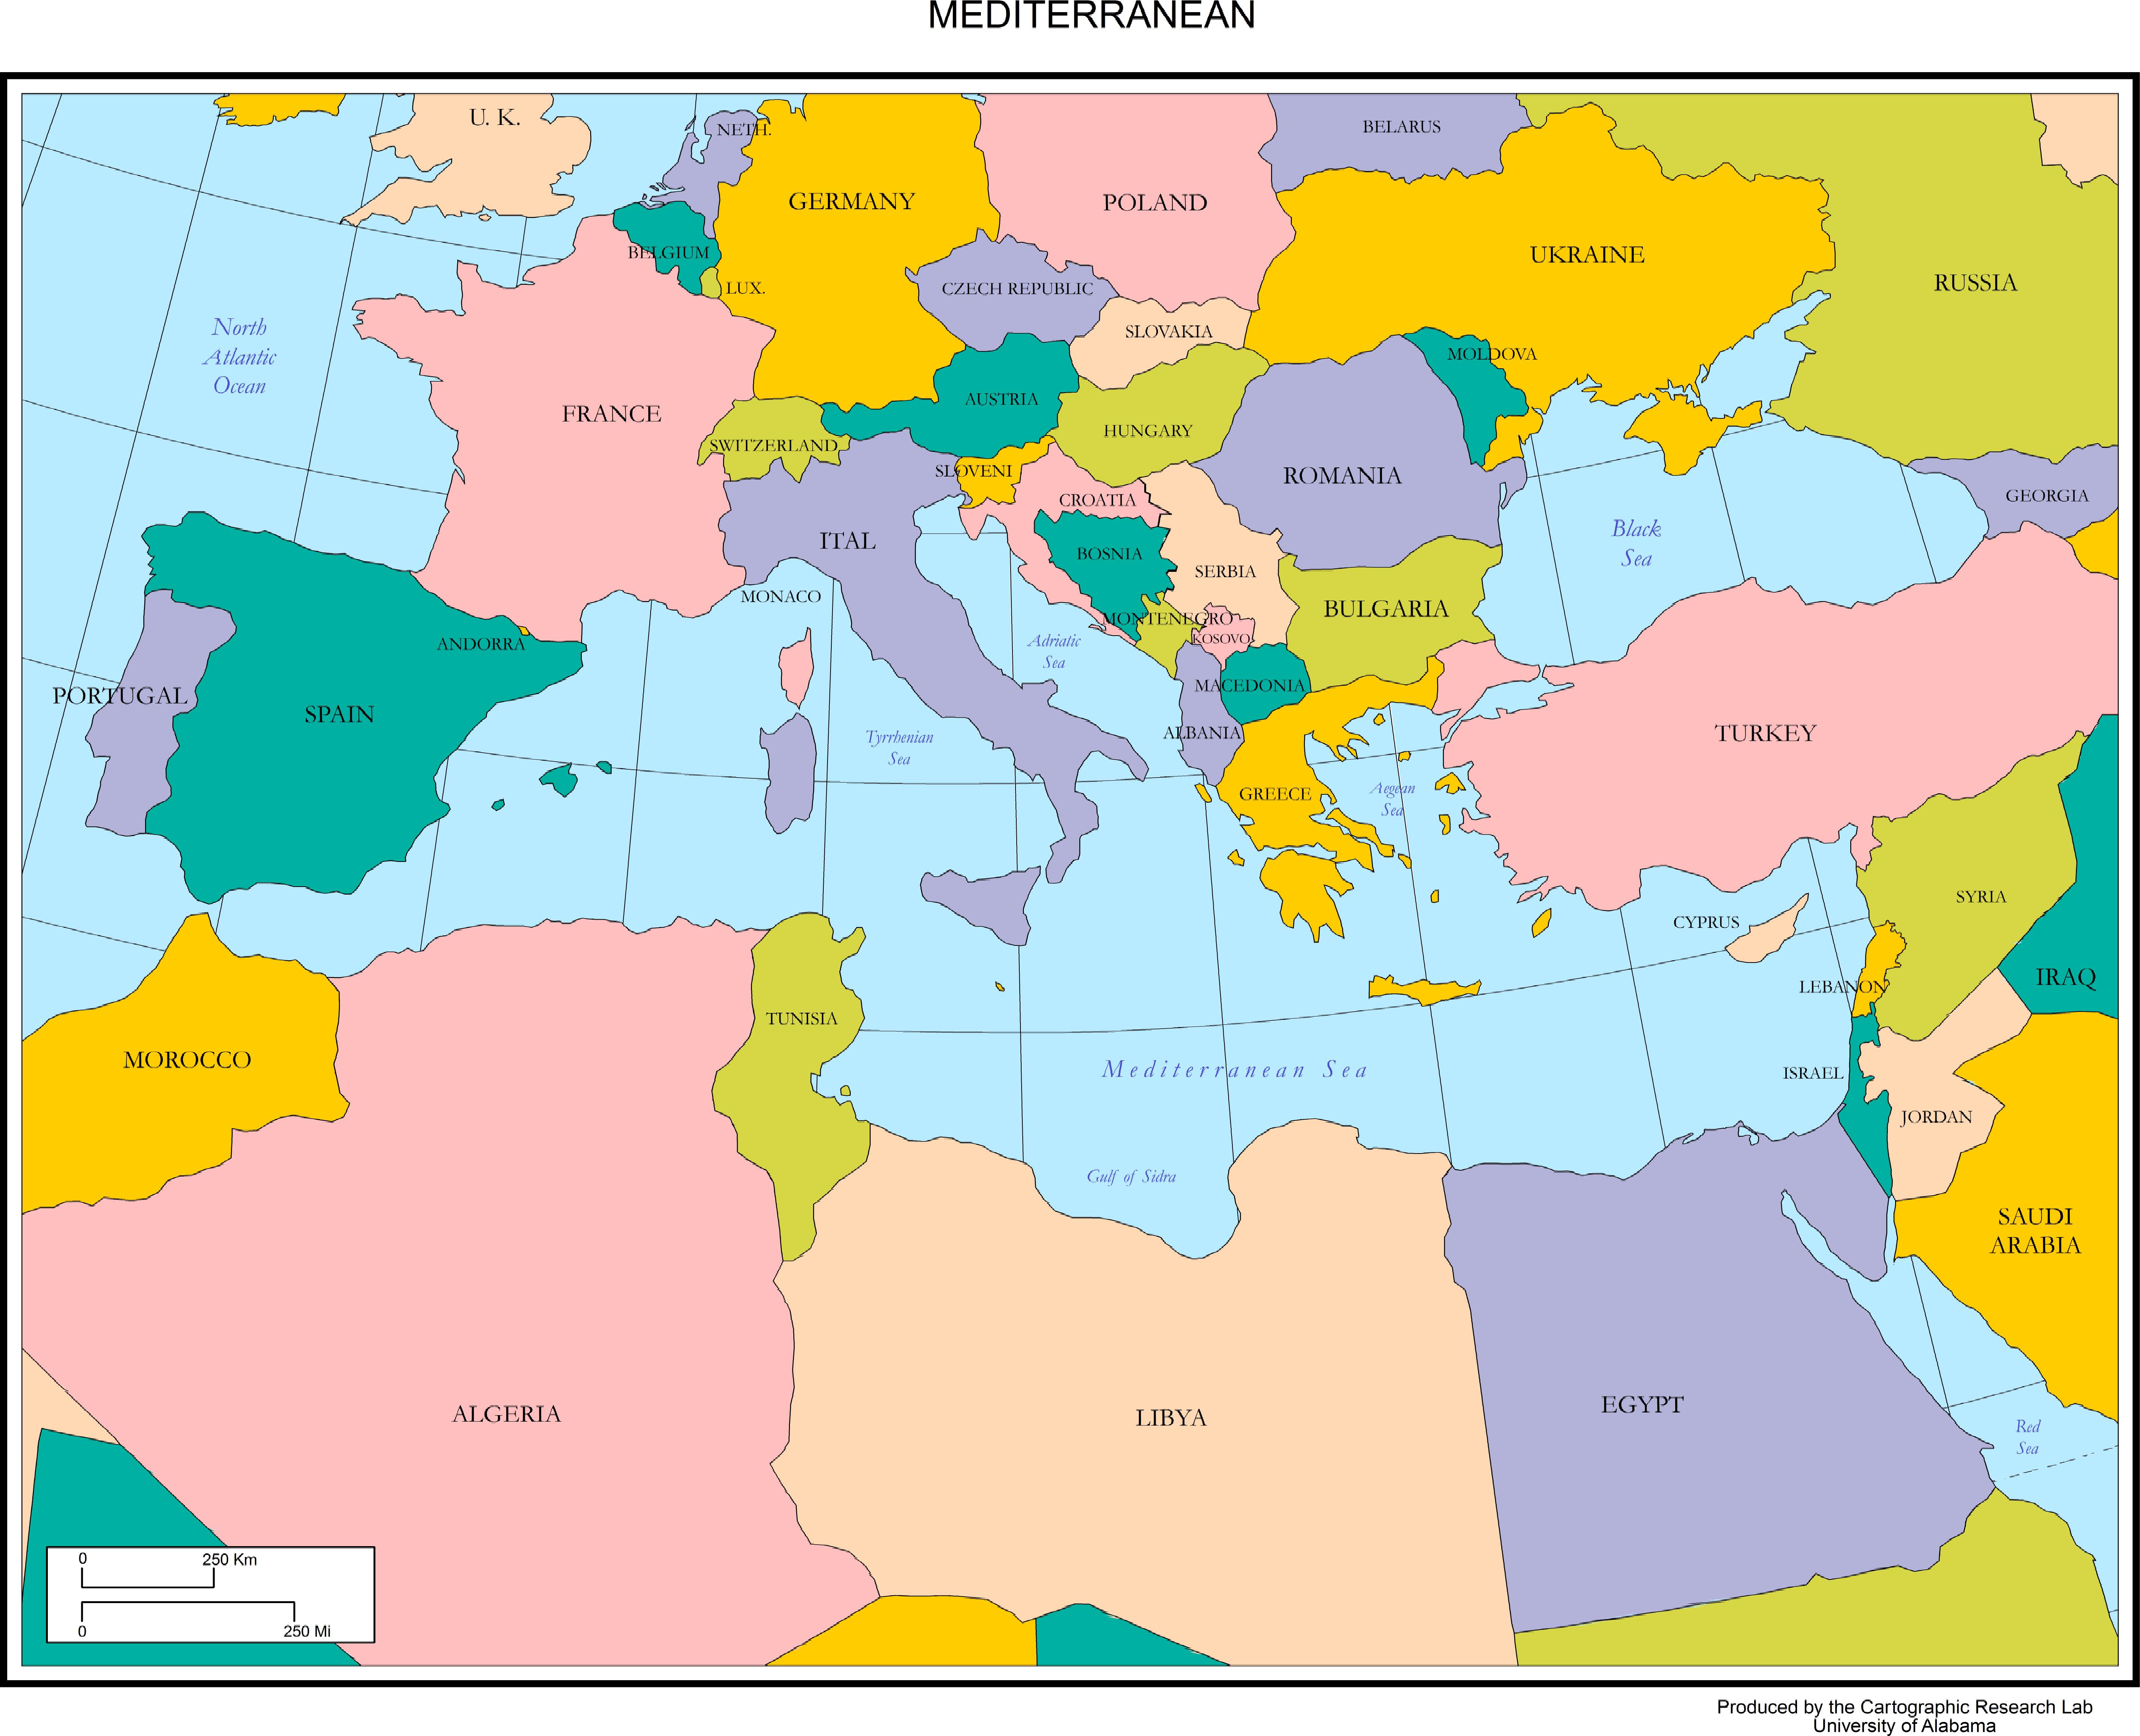 MEDITERRANEAN
U. K.
NETH.
BELARUS
GERMANY
POLAND
BELGIUM
UKRAINE
RUSSIA
LUX.
CZECH REPUBLIC
North
Atlantic
Ocean
SLOVAKIA
MOLDOVA
FRANCE
AUSTRIA
SWITZERLAND
HUNGARY
SLOVENI
ROMANIA
CROATIA
GEORGIA
ITAL
BOSNIA
Black
Sea
SERBIA
MONACO
BULGARIA
MONTENEGRO
KOSOVO
ANDORRA
Adriatic
Sea
PORTUGAL
SPAIN
MACEDONIA
ALBANIA
TURKEY
Tyrrhenian
Sea
GREECE
Aegean
Sea
SYRIA
CYPRUS
IRAQ
LEBANON
TUNISIA
MOROCCO
Mediterranean Sea
ISRAEL
JORDAN
Gulf of Sidra
SAUDI
ARABIA
ALGERIA
LIBYA
EGYPT
Red
Sea
0 250 Km
0 250 Mi
Produced by the Cartographic Research Lab
University of Alabama